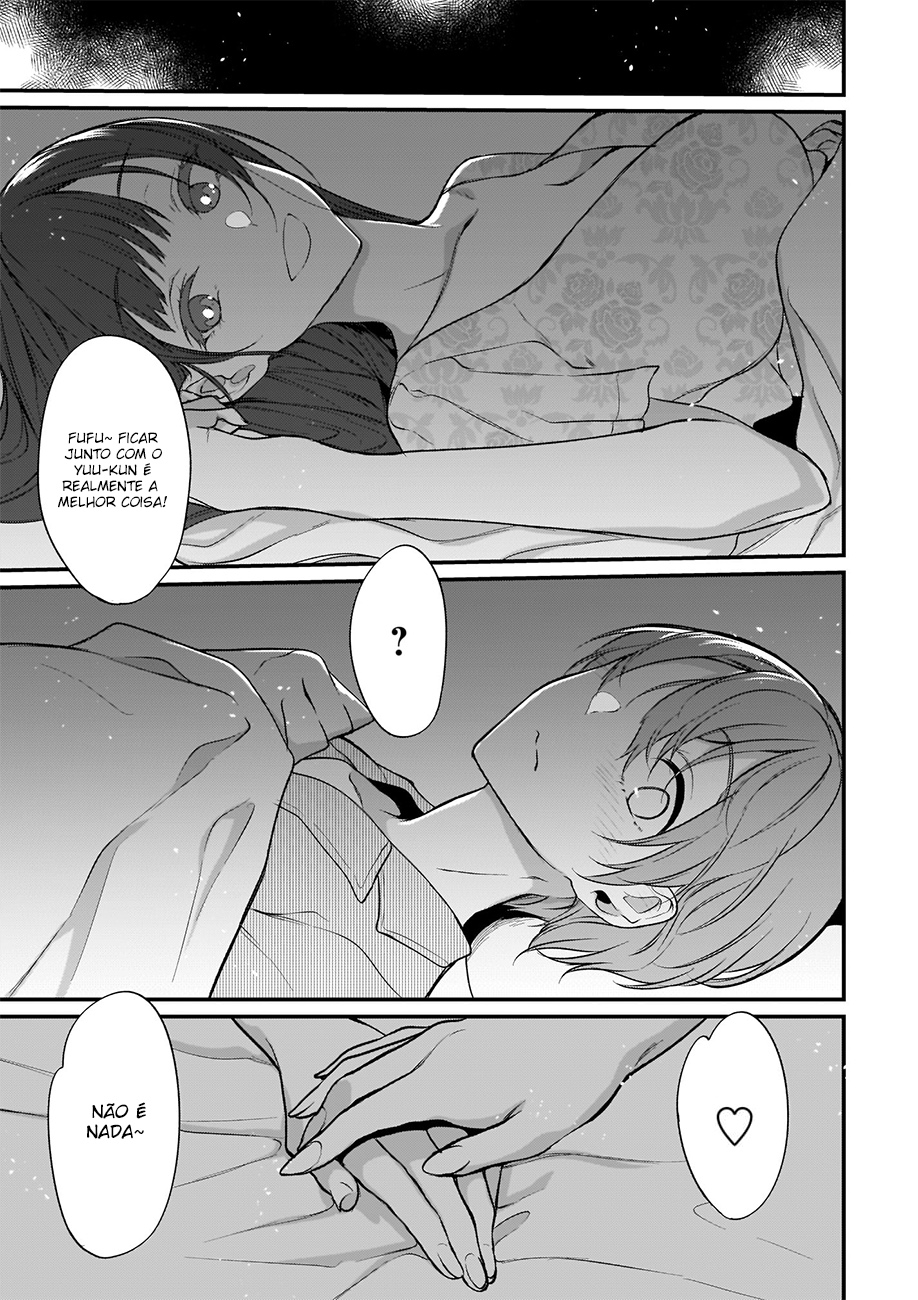 FUFU~ FICAR
JUNTO COM O
YUU-KUN É
REALMENTE A
MELHOR COISA!
?
♡
NÃO É
NADA~